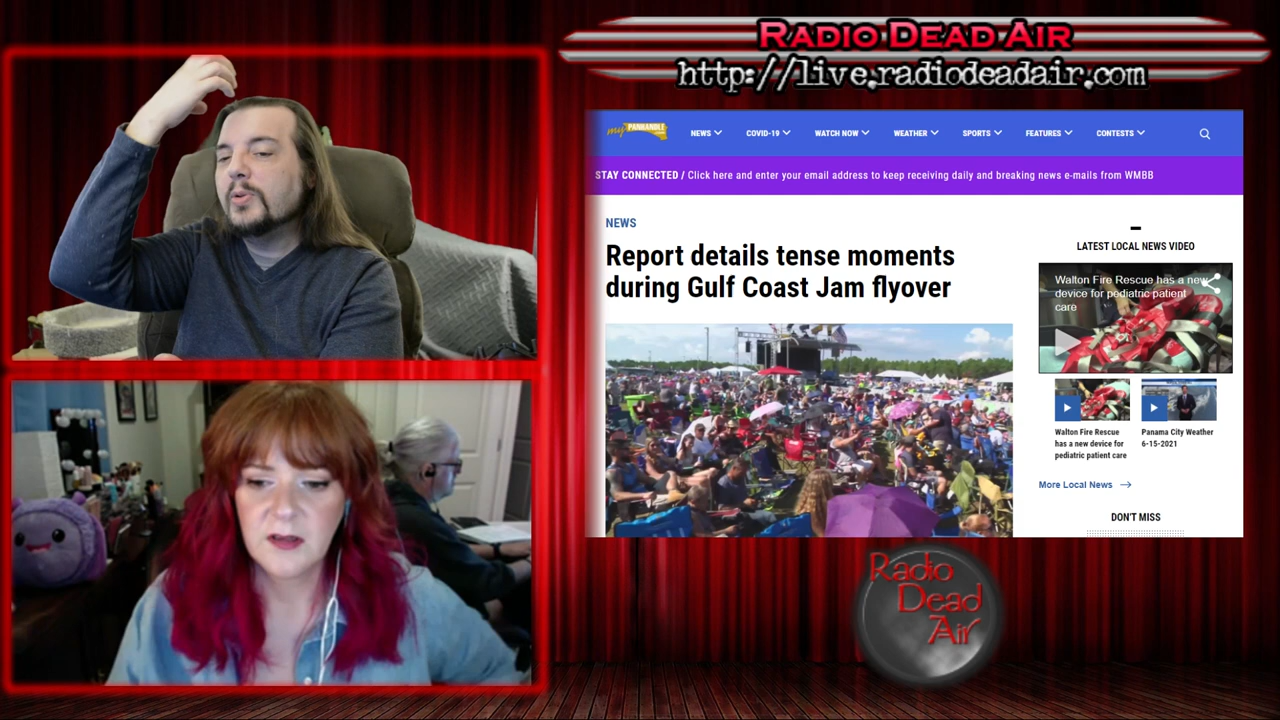 RADIO DEAD AIR
http://live.radiodeadair.com
my PANHANDLE
NEWS COVID-19 WATCH NOW WEATHER SPORTS FEATURES CONTESTS
STAY CONNECTED / Click here and enter your email address to keep receiving daily and breaking news e-mails from WMBB
NEWS
Report details tense moments
during Gulf Coast Jam flyover
LATEST LOCAL NEWS VIDEO
Walton Fire Rescue has a new
device for pediatric patient
care
Walton Fire Rescue
has a new device for
pediatric patient care
Panama City Weather
6-15-2021
More Local News
DON'T MISS
Radio
Dead
Air